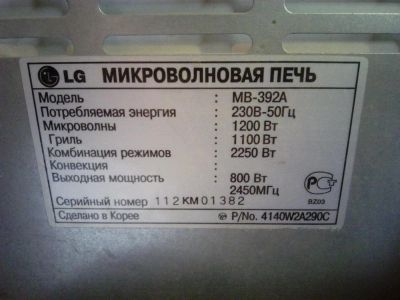 LG МИКРОВОЛНОВАЯ ПЕЧЬ
Модель : MB-392A
Потребляемая энергия : 230В-50Гц
Микроволны : 1200 Вт
Гриль : 1100 Вт
Комбинация режимов : 2250 Вт
Конвекция :
Выходная мощность : 800 Вт
2450МГц
BZ03
Серийный номер 112KM01382
Сделано в Корее P/No. 4140W2A290C